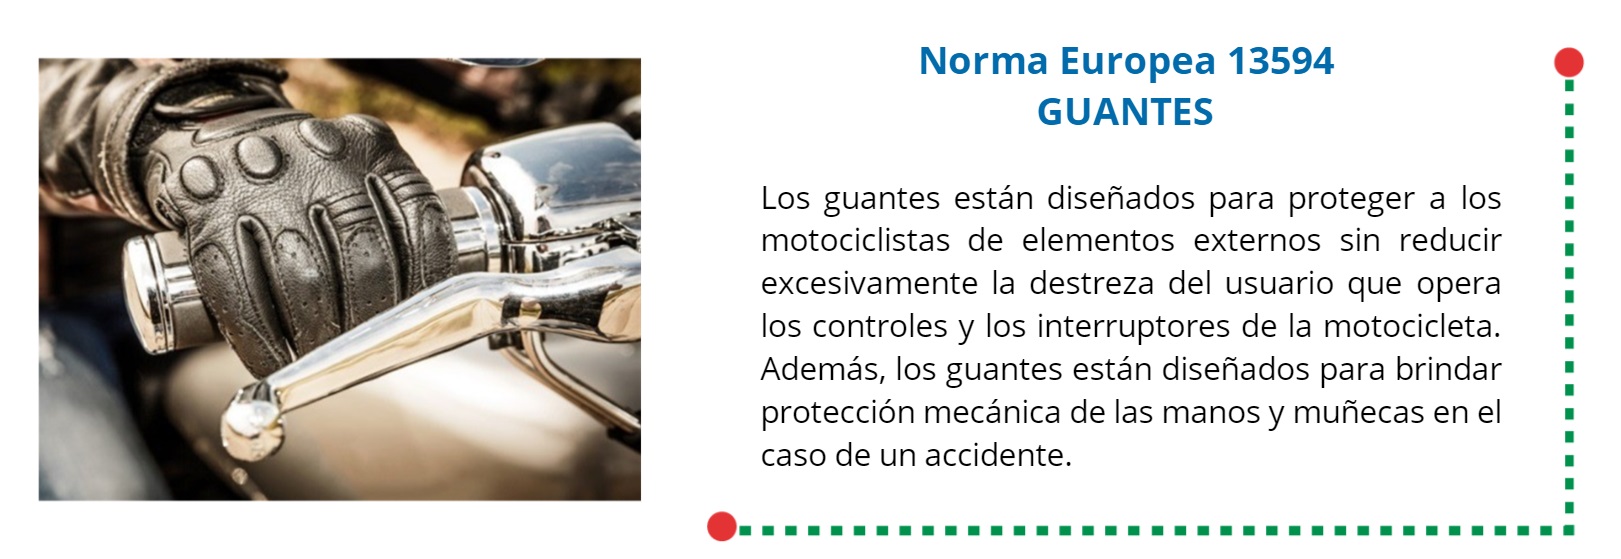 Norma Europea 13594
GUANTES
Los guantes están diseñados para proteger a los
motociclistas de elementos externos sin reducir
excesivamente la destreza del usuario que opera
los controles y los interruptores de la motocicleta.
Además, los guantes están diseñados para brindar
protección mecánica de las manos y muñecas en el
caso de un accidente.